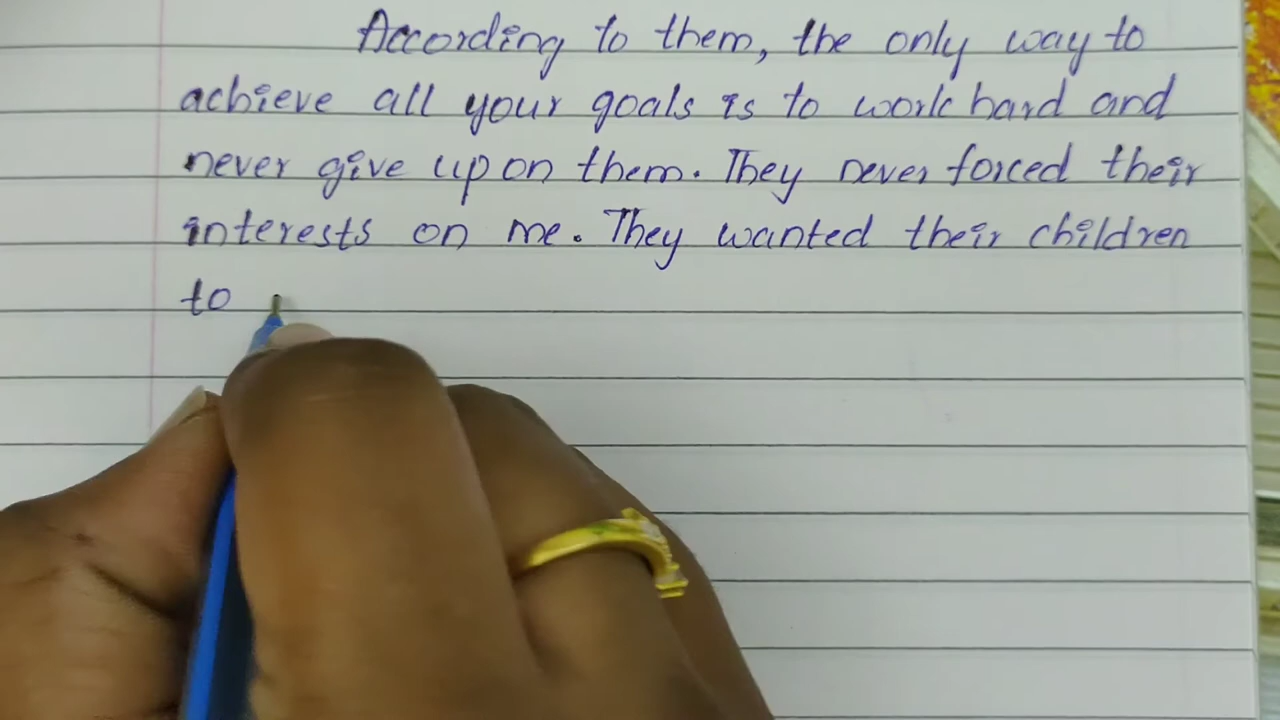 According to them, the only way to
achieve all your goals is to work hard and
never give up on them. They never forced their
interests on me. They wanted their children
to